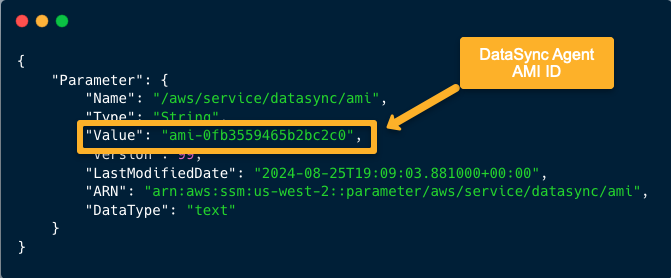 {
"Parameter": {
"Name": "/aws/service/datasync/ami",
"Type": "String",
"Value": "ami-0fb3559465b2bc2c0",
"Version": 99,
"LastModifiedDate": "2024-08-25T19:09:03.881000+00:00",
"ARN": "arn:aws:ssm:us-west-2::parameter/aws/service/datasync/ami",
"DataType": "text"
}
}
DataSync Agent
AMI ID